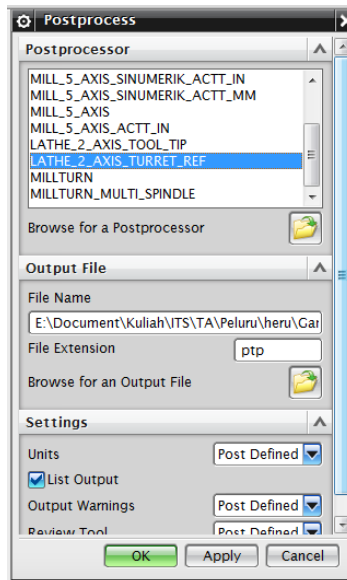 Postprocess
Postprocessor
MILL_5_AXIS_SINUMERIK_ACTT_IN
MILL_5_AXIS_SINUMERIK_ACTT_MM
MILL_5_AXIS
MILL_5_AXIS_ACTT_IN
LATHE_2_AXIS_TOOL_TIP
LATHE_2_AXIS_TURRET_REF
MILLTURN
MILLTURN_MULTI_SPINDLE
Browse for a Postprocessor
Output File
File Name
E:\Document\Kuliah\ITS\TA\Peluru\heru\Gar
File Extension ptp
Browse for an Output File
Settings
Units Post Defined
List Output
Output Warnings Post Defined
Review Tool Post Defined
OK Apply Cancel